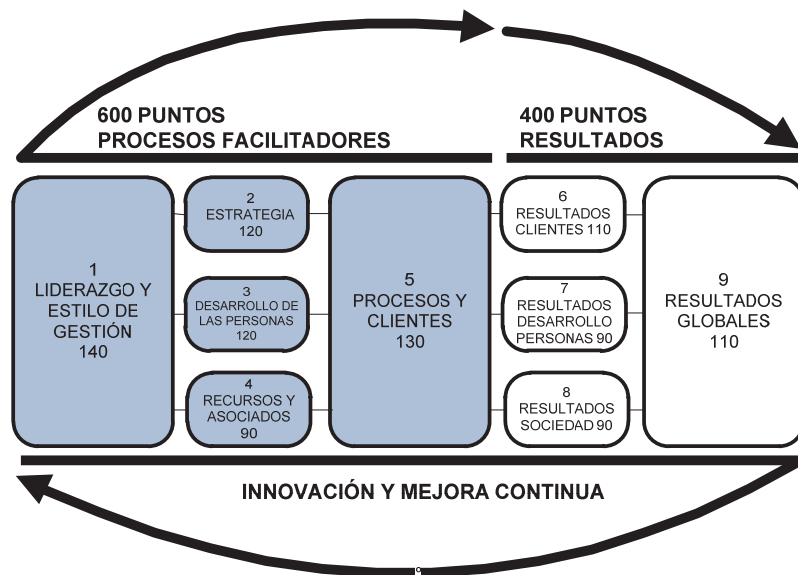 600 PUNTOS
PROCESOS FACILITADORES
400 PUNTOS
RESULTADOS
1
LIDERAZGO Y
ESTILO DE
GESTIÓN
140
2
ESTRATEGIA
120
3
DESARROLLO DE
LAS PERSONAS
120
4
RECURSOS Y
ASOCIADOS
90
5
PROCESOS Y
CLIENTES
130
6
RESULTADOS
CLIENTES 110
7
RESULTADOS
DESARROLLO
PERSONAS 90
8
RESULTADOS
SOCIEDAD 90
9
RESULTADOS
GLOBALES
110
INNOVACIÓN Y MEJORA CONTINUA